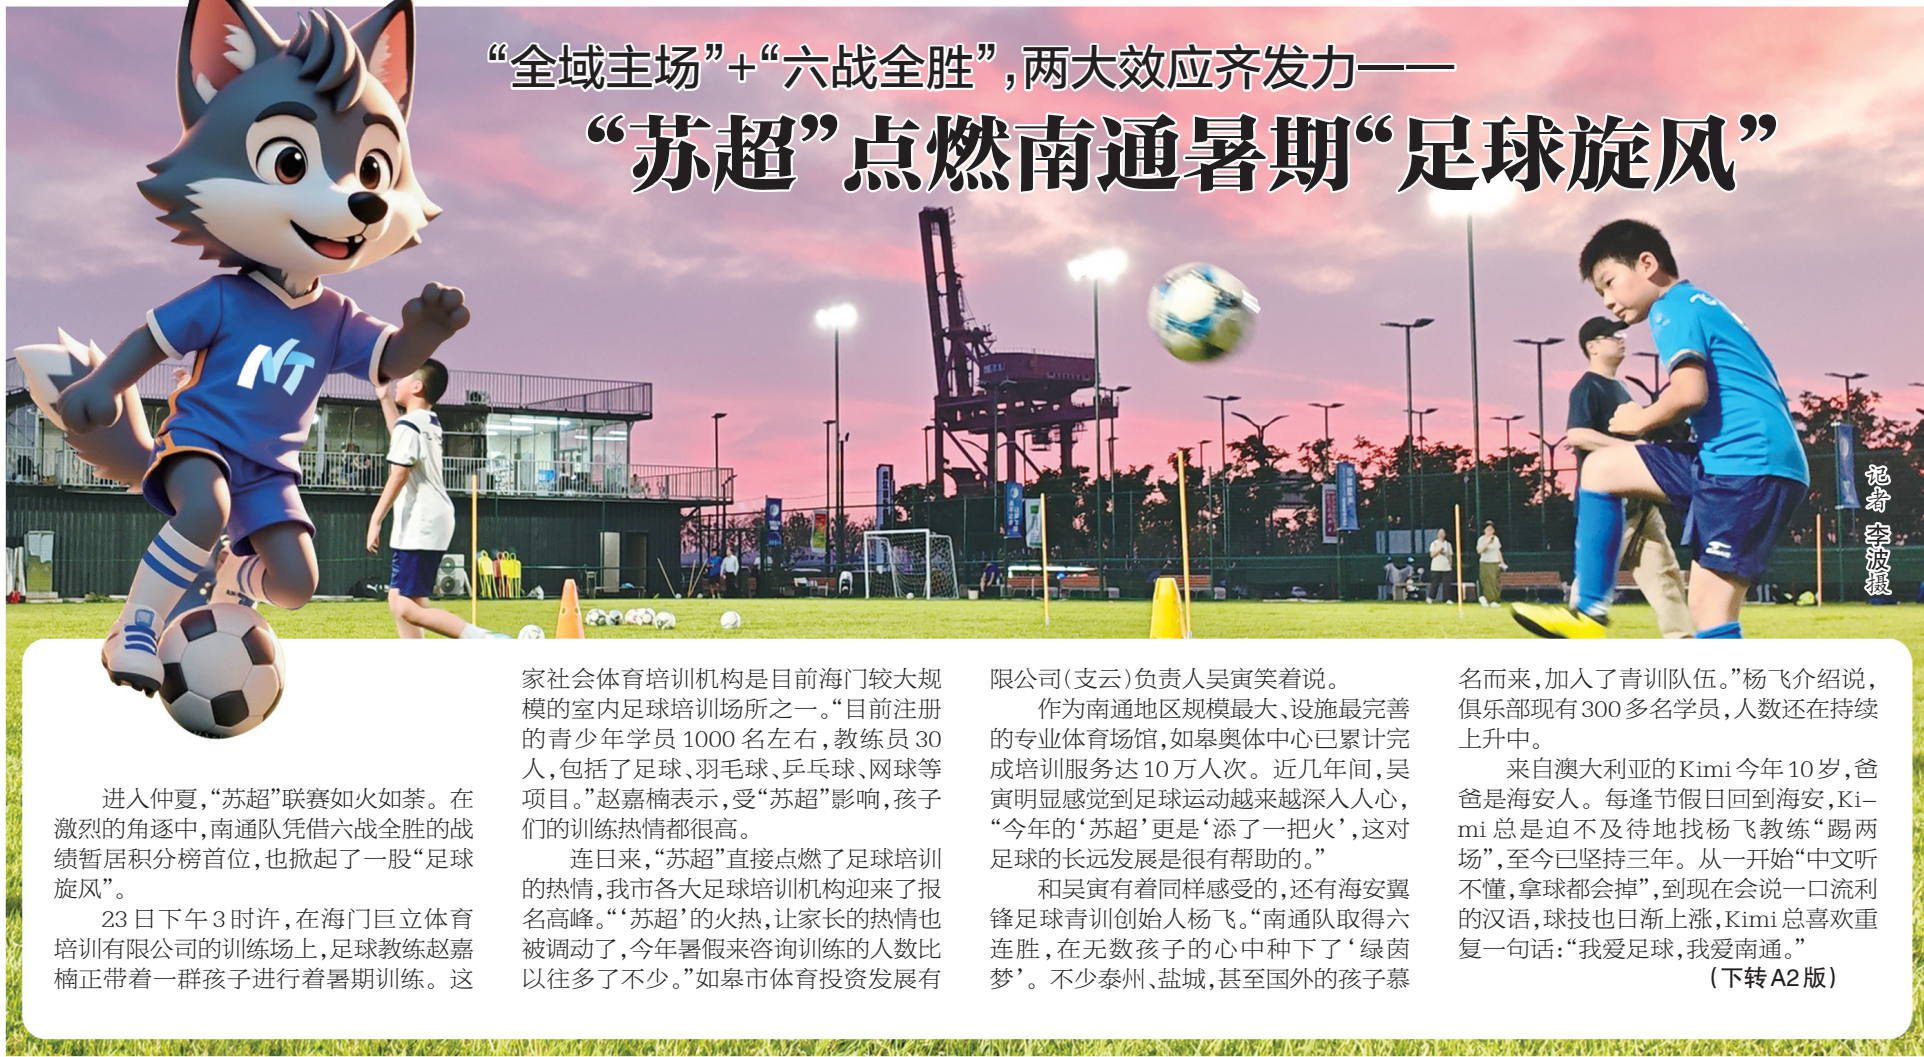 “全域主场”+“六战全胜”,两大效应齐发力——
“苏超”点燃南通暑期“足球旋风”
NT
记者 李波摄
进入仲夏,“苏超”联赛如火如荼。在
激烈的角逐中,南通队凭借六战全胜的战
绩暂居积分榜首位,也掀起了一股“足球
旋风”。
23日下午3时许,在海门巨立体育
培训有限公司的训练场上,足球教练赵嘉
楠正带着一群孩子进行着暑期训练。这
家社会体育培训机构是目前海门较大规
模的室内足球培训场所之一。“目前注册
的青少年学员1000名左右,教练员30
人,包括了足球、羽毛球、乒乓球、网球等
项目。”赵嘉楠表示,受“苏超”影响,孩子
们的训练热情都很高。
连日来,“苏超”直接点燃了足球培训
的热情,我市各大足球培训机构迎来了报
名高峰。“‘苏超’的火热,让家长的热情也
被调动了,今年暑假来咨询训练的人数比
以往多了不少。”如皋市体育投资发展有
限公司(支云)负责人吴寅笑着说。
作为南通地区规模最大、设施最完善
的专业体育场馆,如皋奥体中心已累计完
成培训服务达10万人次。近几年间,吴
寅明显感觉到足球运动越来越深入人心,
“今年的‘苏超’更是‘添了一把火’,这对
足球的长远发展是很有帮助的。”
和吴寅有着同样感受的,还有海安翼
锋足球青训创始人杨飞。“南通队取得六
连胜,在无数孩子的心中种下了‘绿茵
梦’。不少泰州、盐城,甚至国外的孩子慕
名而来,加入了青训队伍。”杨飞介绍说,
俱乐部现有300多名学员,人数还在持续
上升中。
来自澳大利亚的Kimi今年10岁,爸
爸是海安人。每逢节假日回到海安,Ki-
mi总是迫不及待地找杨飞教练“踢两
场”,至今已坚持三年。从一开始“中文听
不懂,拿球都会掉”,到现在会说一口流利
的汉语,球技也日渐上涨,Kimi总喜欢重
复一句话:“我爱足球,我爱南通。”
(下转A2版)